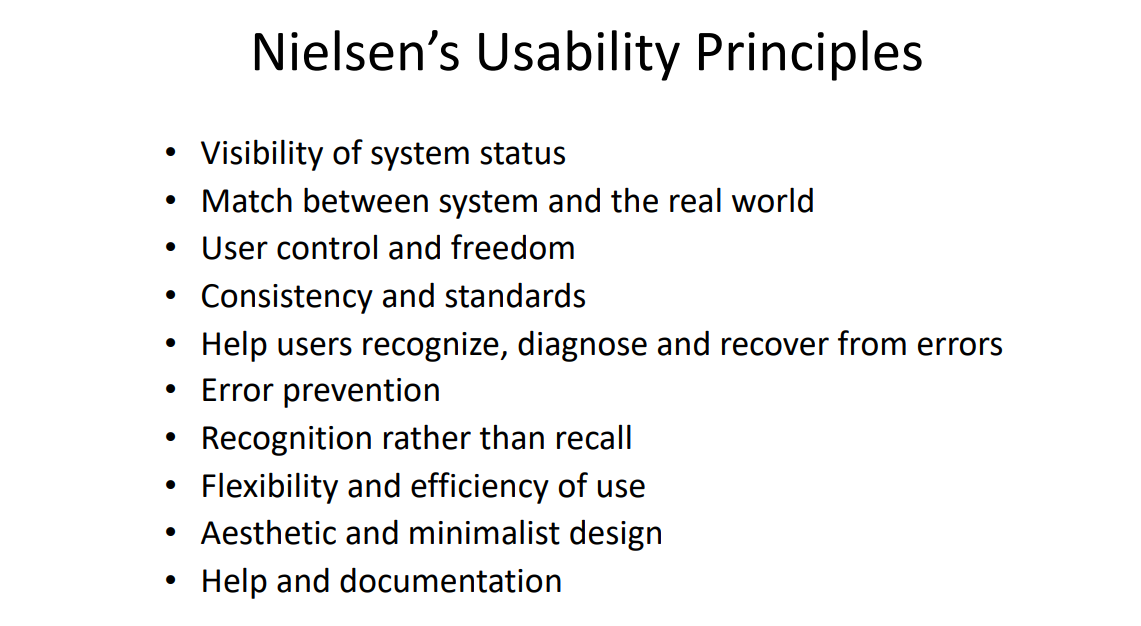 Nielsen’s Usability Principles
• Visibility of system status
• Match between system and the real world
• User control and freedom
• Consistency and standards
• Help users recognize, diagnose and recover from errors
• Error prevention
• Recognition rather than recall
• Flexibility and efficiency of use
• Aesthetic and minimalist design
• Help and documentation